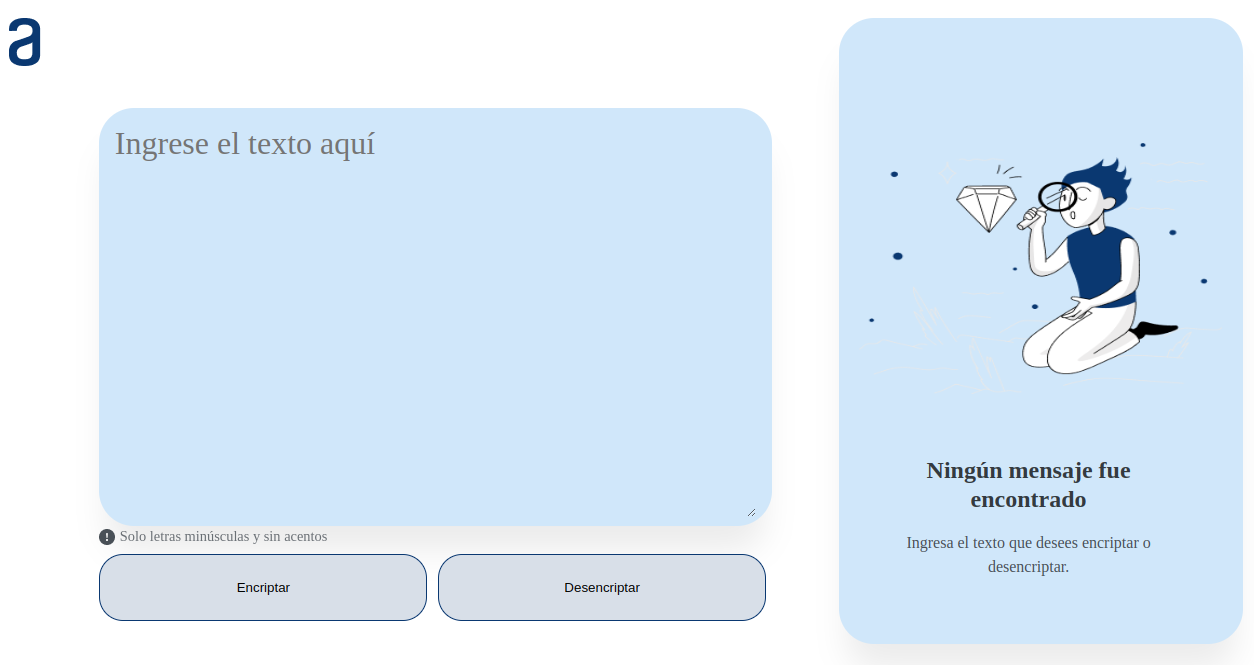 a
Ingrese el texto aquí
Solo letras minúsculas y sin acentos
Encriptar
Desencriptar
Ningún mensaje fue
encontrado
Ingresa el texto que desees encriptar o
desencriptar.